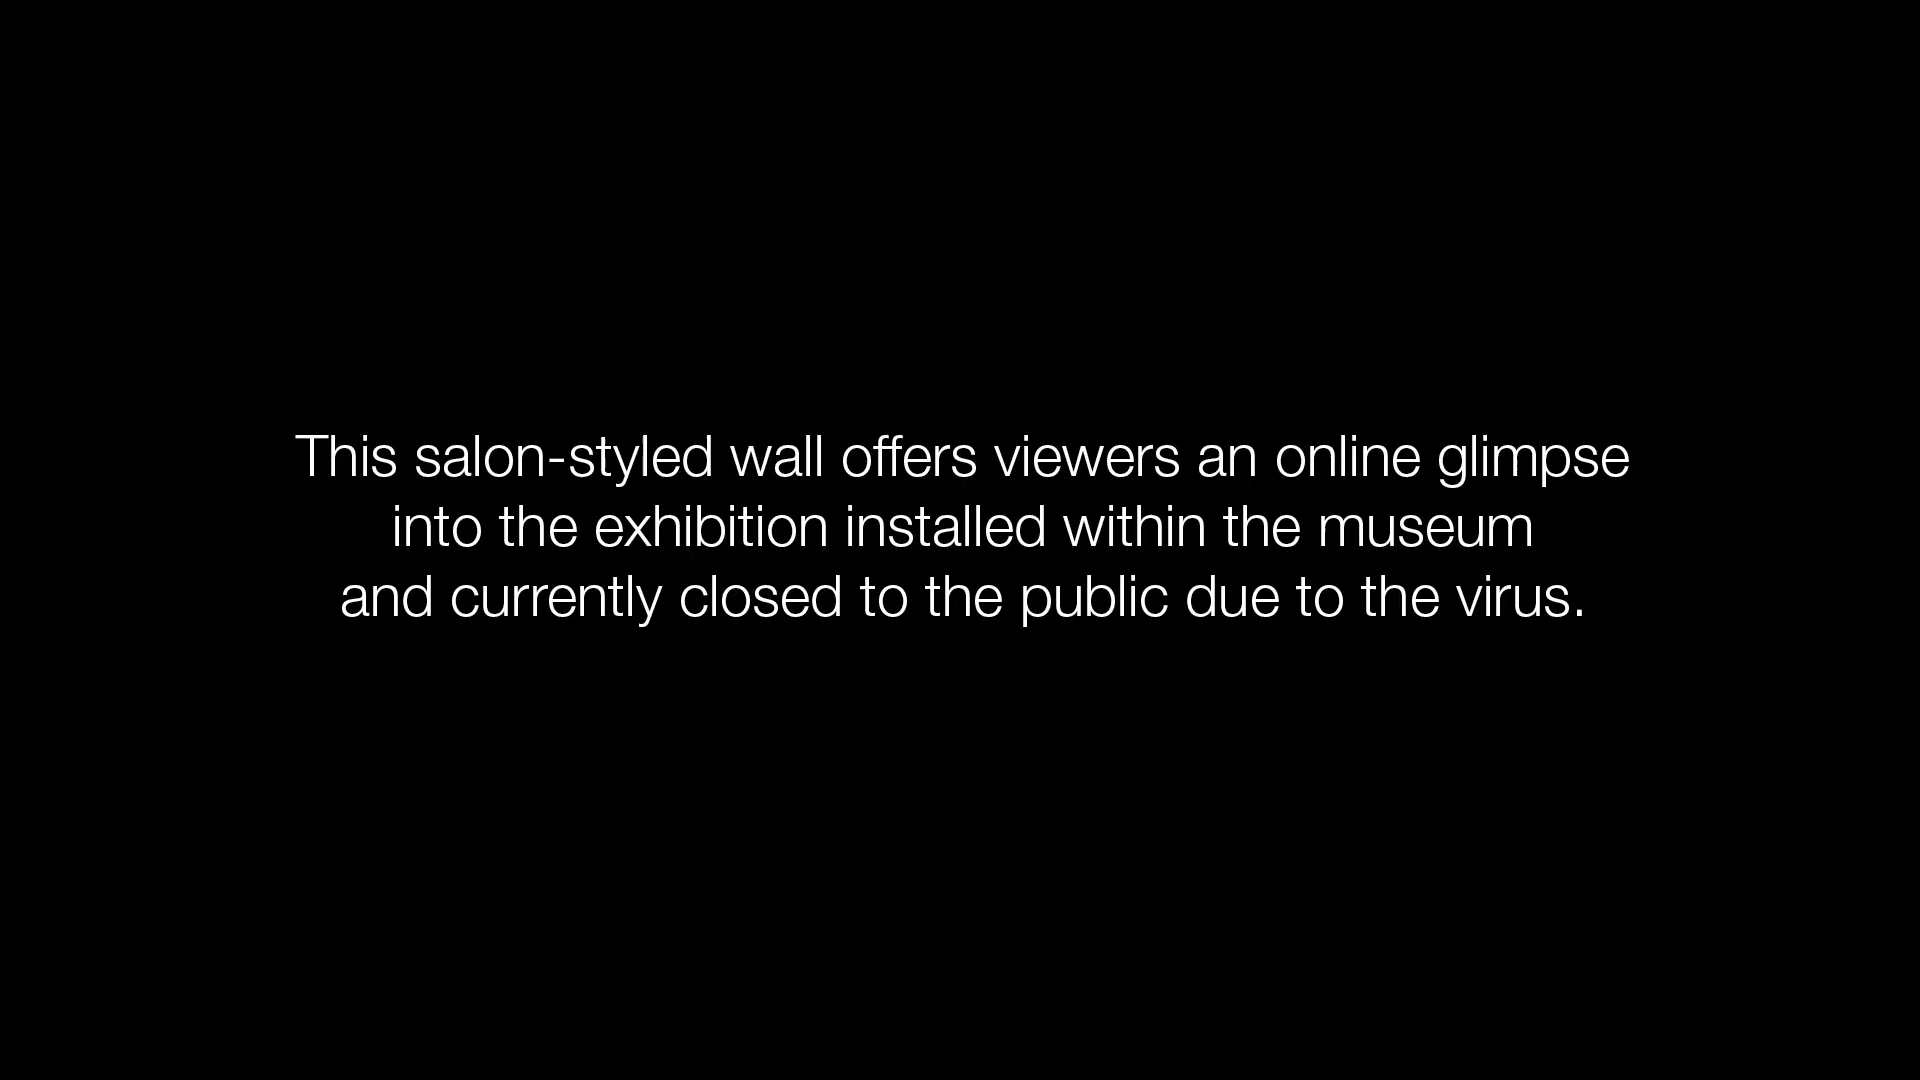 This salon-styled wall offers viewers an online glimpse
into the exhibition installed within the museum
and currently closed to the public due to the virus.